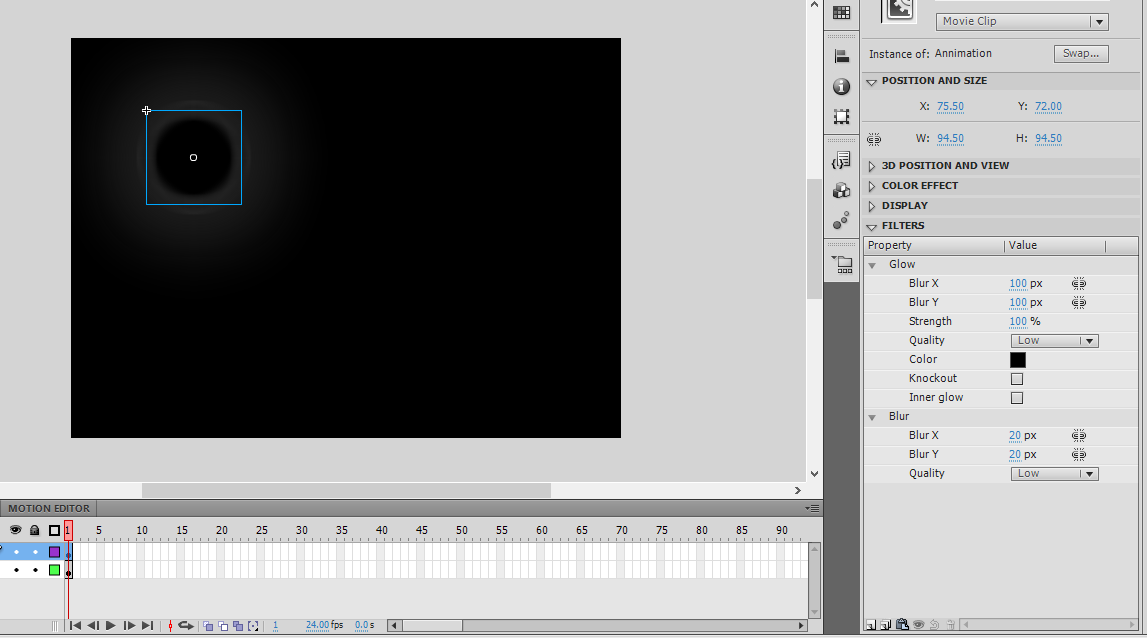 Movie Clip
Instance of: Annimation Swap...
POSITION AND SIZE
X: 75.50 Y: 72.00
W: 94.50 H: 94.50
3D POSITION AND VIEW
COLOR EFFECT
DISPLAY
FILTERS
Property Value
Glow
Blur X 100 px
Blur Y 100 px
Strength 100 %
Quality Low
Color
Knockout
Inner glow
Blur
Blur X 20 px
Blur Y 20 px
Quality Low
MOTION EDITOR
1 5 10 15 20 25 30 35 40 45 50 55 60 65 70 75 80 85 90
1 24.00 fps 0.0 s